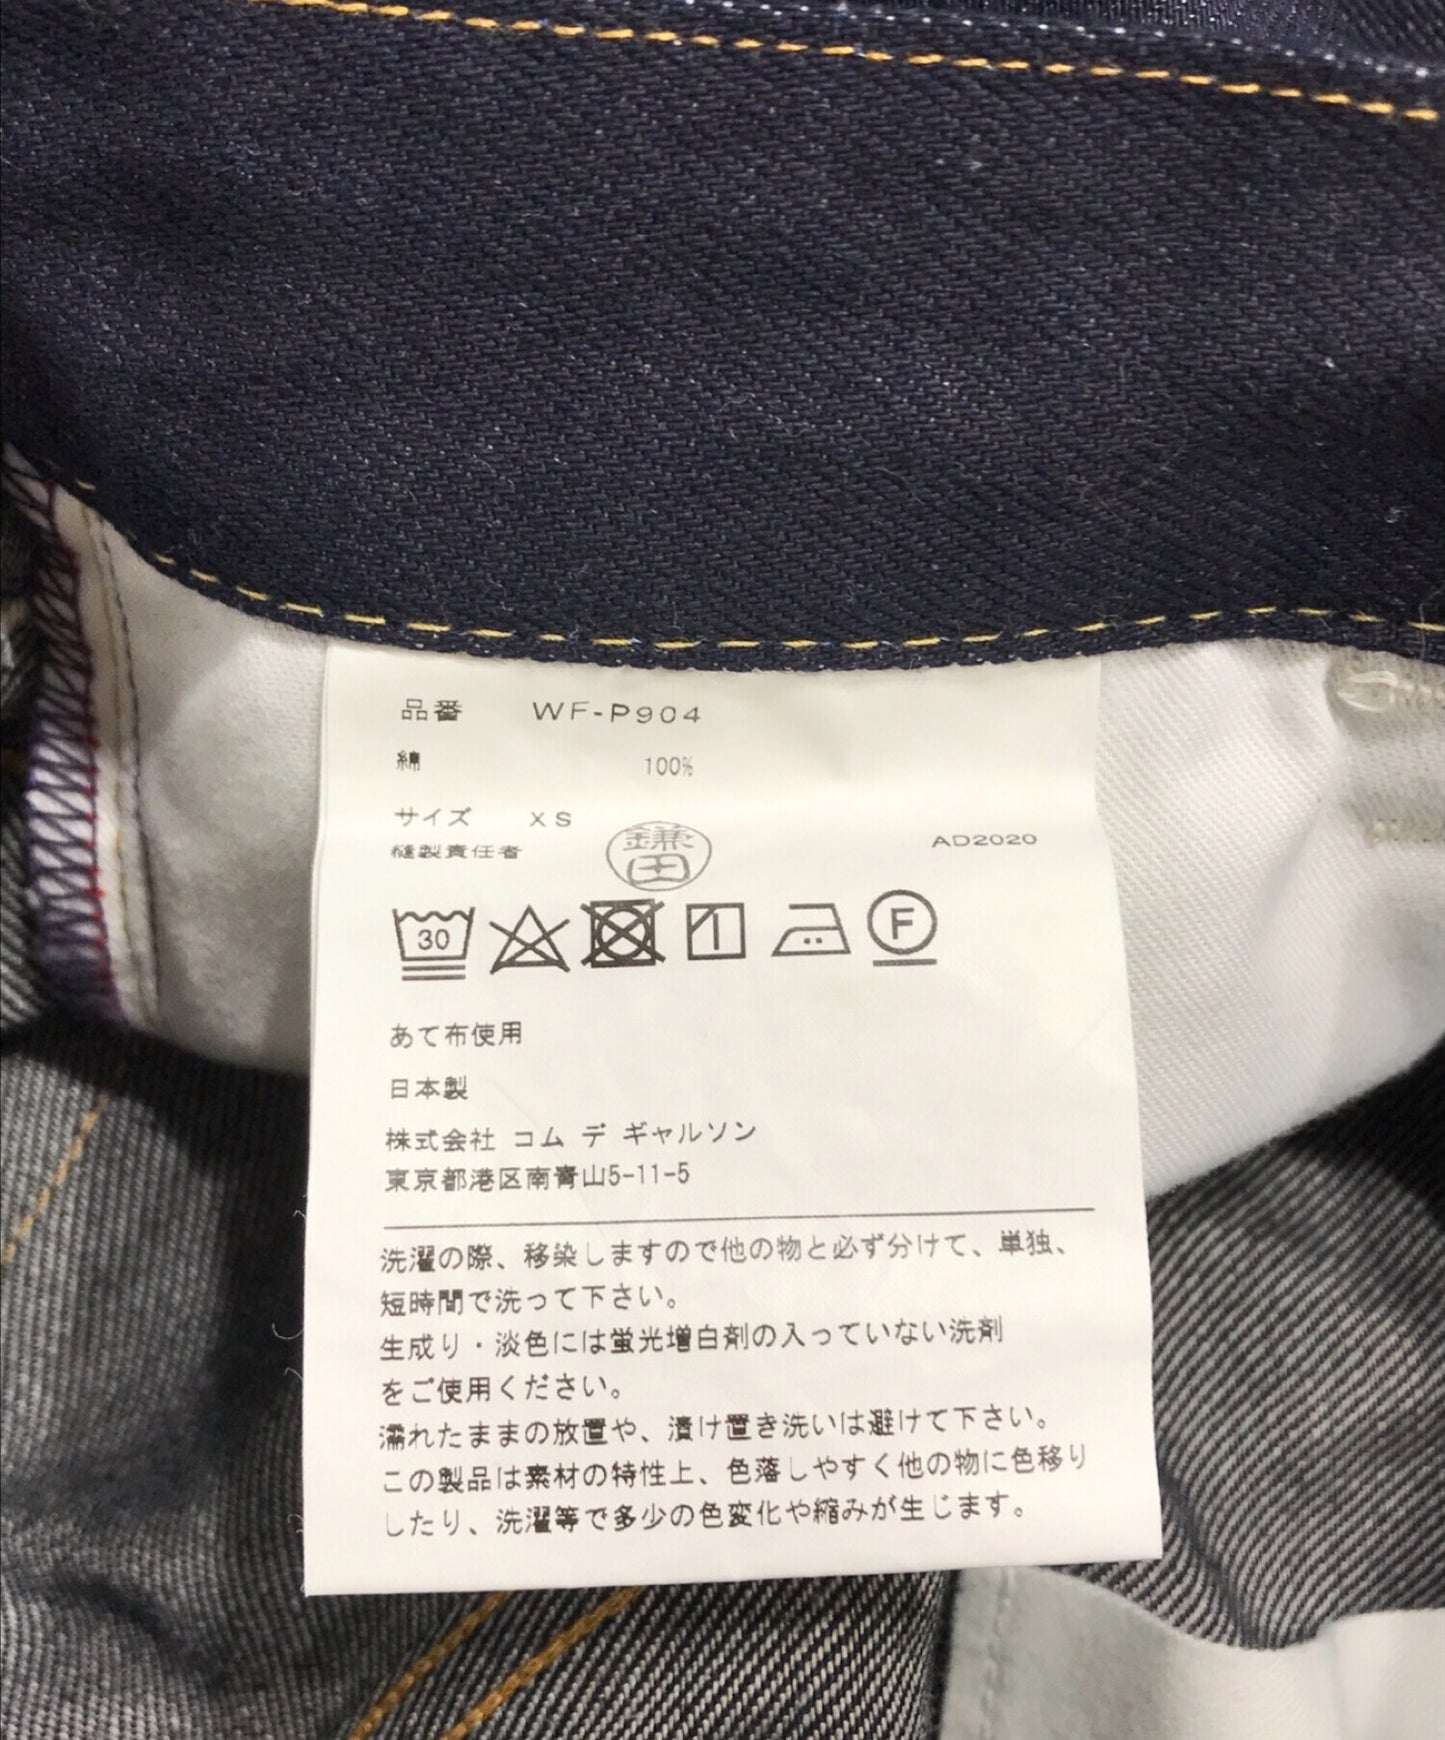 品番 WF-P904
綿 100%
サイズ XS
縫製責任者 鎌田 AD2020
30 F
あて布使用
日本製
株式会社 コム デ ギャルソン
東京都港区南青山5-11-5
洗濯の際、移染しますので他の物と必ず分けて、単独、
短時間で洗って下さい。
生成り・淡色には蛍光増白剤の入っていない洗剤
をご使用ください。
濡れたままの放置や、漬け置き洗いは避けて下さい。
この製品は素材の特性上、色落しやすく他の物に色移り
したり、洗濯等で多少の色変化や縮みが生じます。